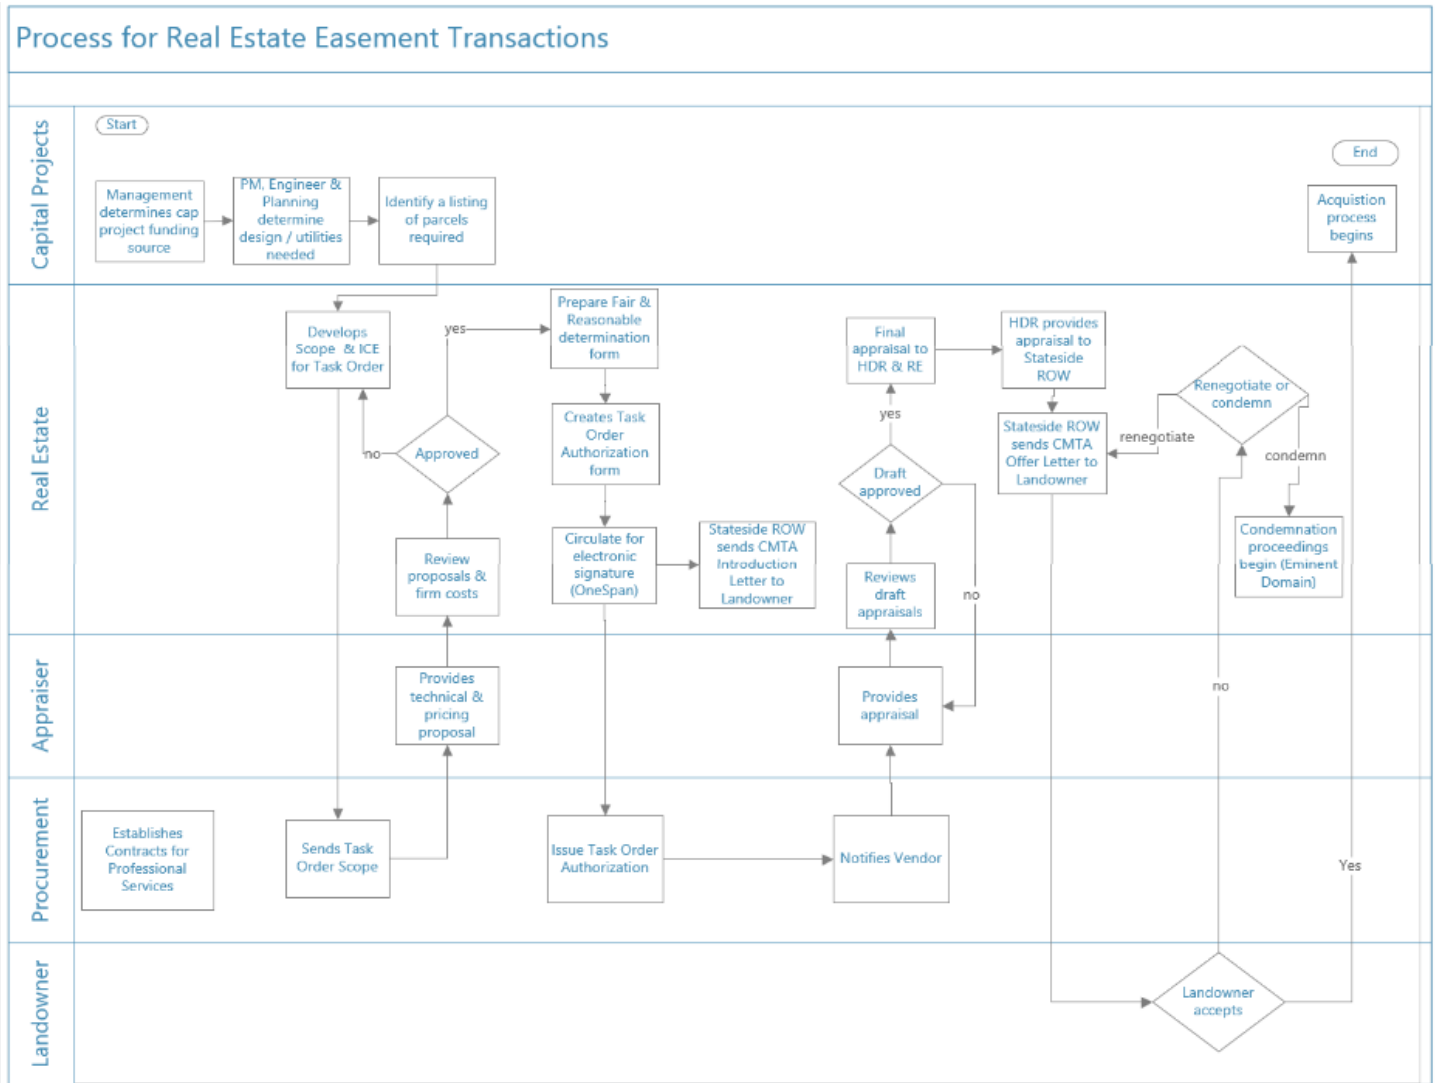 Process for Real Estate Easement Transactions
Capital Projects
Start
Management
determines cap
project funding
source
PM, Engineer &
Planning
determine
design / utilities
needed
Identify a listing
of parcels
required
End
Acquistion
process
begins
Real Estate
Develops
Scope & ICE
for Task Order
yes
no
Approved
Review
proposals &
firm costs
Prepare Fair &
Reasonable
determination
form
Creates Task
Order
Authorization
form
Circulate for
electronic
signature
(OneSpan)
Stateside ROW
sends CMTA
Introduction
Letter to
Landowner
Final
appraisal to
HDR & RE
yes
Draft
approved
Reviews
draft
appraisals
no
HDR provides
appraisal to
Stateside
ROW
Stateside ROW
sends CMTA
Offer Letter to
Landowner
renegotiate
Renegotiate or
condemn
condemn
Condemnation
proceedings
begin (Eminent
Domain)
Appraiser
Provides
technical &
pricing
proposal
Provides
appraisal
no
Procurement
Establishes
Contracts for
Professional
Services
Sends Task
Order Scope
Issue Task Order
Authorization
Notifies Vendor
Yes
Landowner
Landowner
accepts